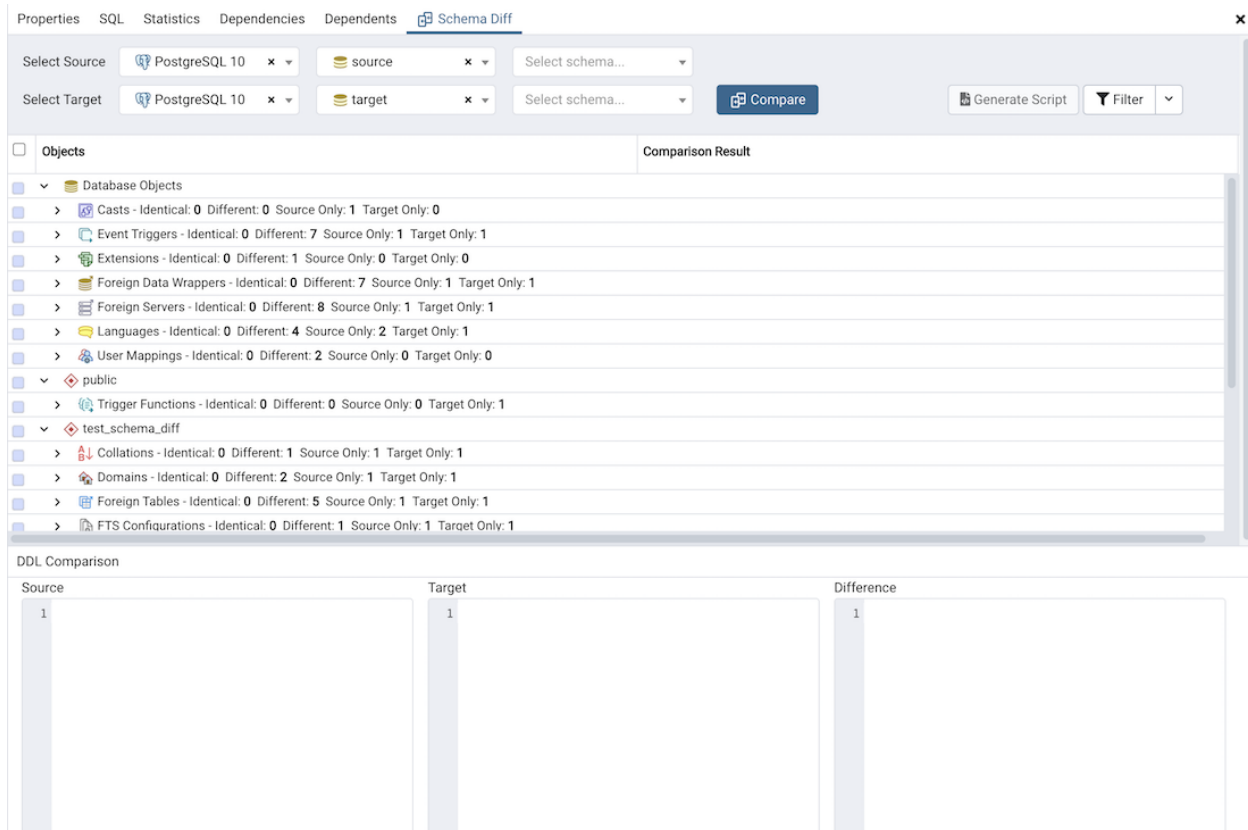 Properties SQL Statistics Dependencies Dependents Schema Diff
Select Source PostgreSQL 10 source Select schema...
Select Target PostgreSQL 10 target Select schema... Compare Generate Script Filter
Objects Comparison Result
Database Objects
Casts - Identical: 0 Different: 0 Source Only: 1 Target Only: 0
Event Triggers - Identical: 0 Different: 7 Source Only: 1 Target Only: 1
Extensions - Identical: 0 Different: 1 Source Only: 0 Target Only: 0
Foreign Data Wrappers - Identical: 0 Different: 7 Source Only: 1 Target Only: 1
Foreign Servers - Identical: 0 Different: 8 Source Only: 1 Target Only: 1
Languages - Identical: 0 Different: 4 Source Only: 2 Target Only: 1
User Mappings - Identical: 0 Different: 2 Source Only: 0 Target Only: 0
public
Trigger Functions - Identical: 0 Different: 0 Source Only: 0 Target Only: 1
test_schema_diff
Collations - Identical: 0 Different: 1 Source Only: 1 Target Only: 1
Domains - Identical: 0 Different: 2 Source Only: 1 Target Only: 1
Foreign Tables - Identical: 0 Different: 5 Source Only: 1 Target Only: 1
FTS Configurations - Identical: 0 Different: 1 Source Only: 1 Target Only: 1
DDL Comparison
Source Target Difference
1 1 1